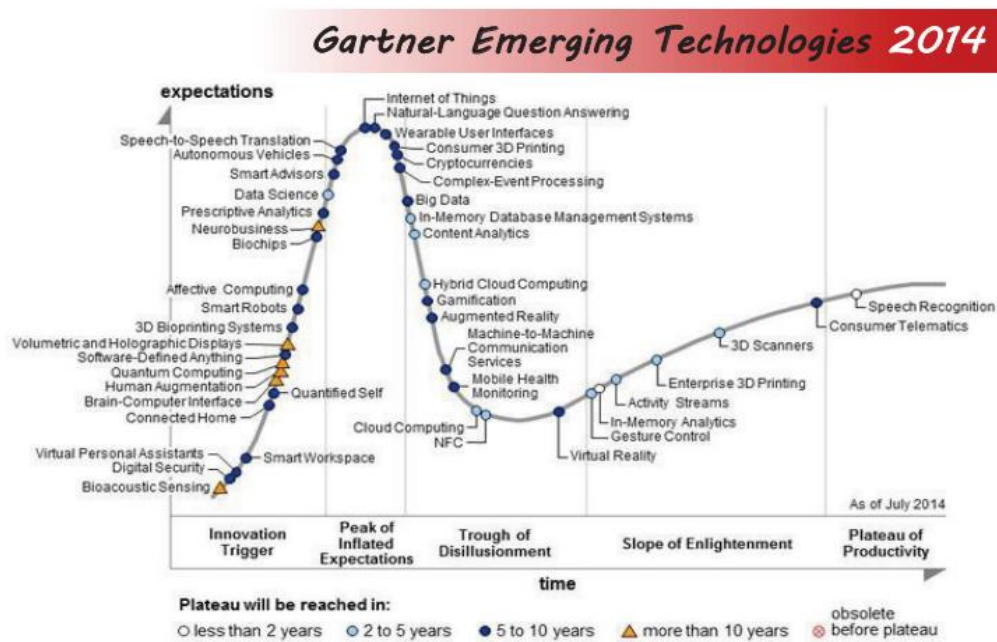 Gartner Emerging Technologies 2014
expectations
Internet of Things
Natural-Language Question Answering
Wearable User Interfaces
Consumer 3D Printing
Cryptocurrencies
Complex-Event Processing
Speech-to-Speech Translation
Autonomous Vehicles
Smart Advisors
Data Science
Prescriptive Analytics
Neurobusiness
Biochips
Big Data
In-Memory Database Management Systems
Content Analytics
Hybrid Cloud Computing
Gamification
Augmented Reality
Machine-to-Machine
Communication
Services
Mobile Health
Monitoring
Affective Computing
Smart Robots
3D Bioprinting Systems
Volumetric and Holographic Displays
Software-Defined Anything
Quantum Computing
Human Augmentation
Brain-Computer Interface
Connected Home
Quantified Self
Virtual Personal Assistants
Digital Security
Bioacoustic Sensing
Smart Workspace
Cloud Computing
NFC
Virtual Reality
Gesture Control
In-Memory Analytics
Activity Streams
Enterprise 3D Printing
3D Scanners
Consumer Telematics
Speech Recognition
As of July 2014
Innovation
Trigger
Peak of
Inflated
Expectations
Trough of
Disillusionment
Slope of Enlightenment
Plateau of
Productivity
time
Plateau will be reached in:
less than 2 years
2 to 5 years
5 to 10 years
more than 10 years
obsolete
before plateau